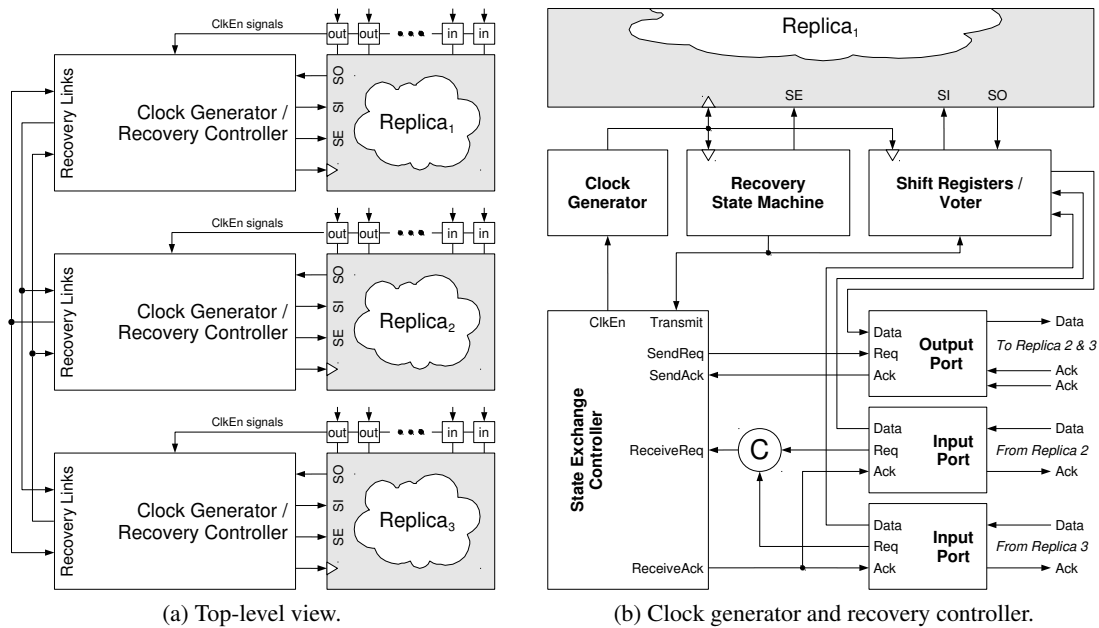 ClkEn signals
out out in in
Recovery Links
Clock Generator /
Recovery Controller
SO
SI
SE
Replica1
ClkEn signals
out out in in
Recovery Links
Clock Generator /
Recovery Controller
SO
SI
SE
Replica2
ClkEn signals
out out in in
Recovery Links
Clock Generator /
Recovery Controller
SO
SI
SE
Replica3
(a) Top-level view.
Replica1
SE SI SO
Clock
Generator
Recovery
State Machine
Shift Registers /
Voter
ClkEn Transmit
SendReq
SendAck
ReceiveReq
ReceiveAck
State Exchange
Controller
C
Data
Req
Ack
Output
Port
Data
To Replica 2 & 3
Ack
Ack
Data
Req
Ack
Input
Port
Data
From Replica 2
Ack
Data
Req
Ack
Input
Port
Data
From Replica 3
Ack
(b) Clock generator and recovery controller.